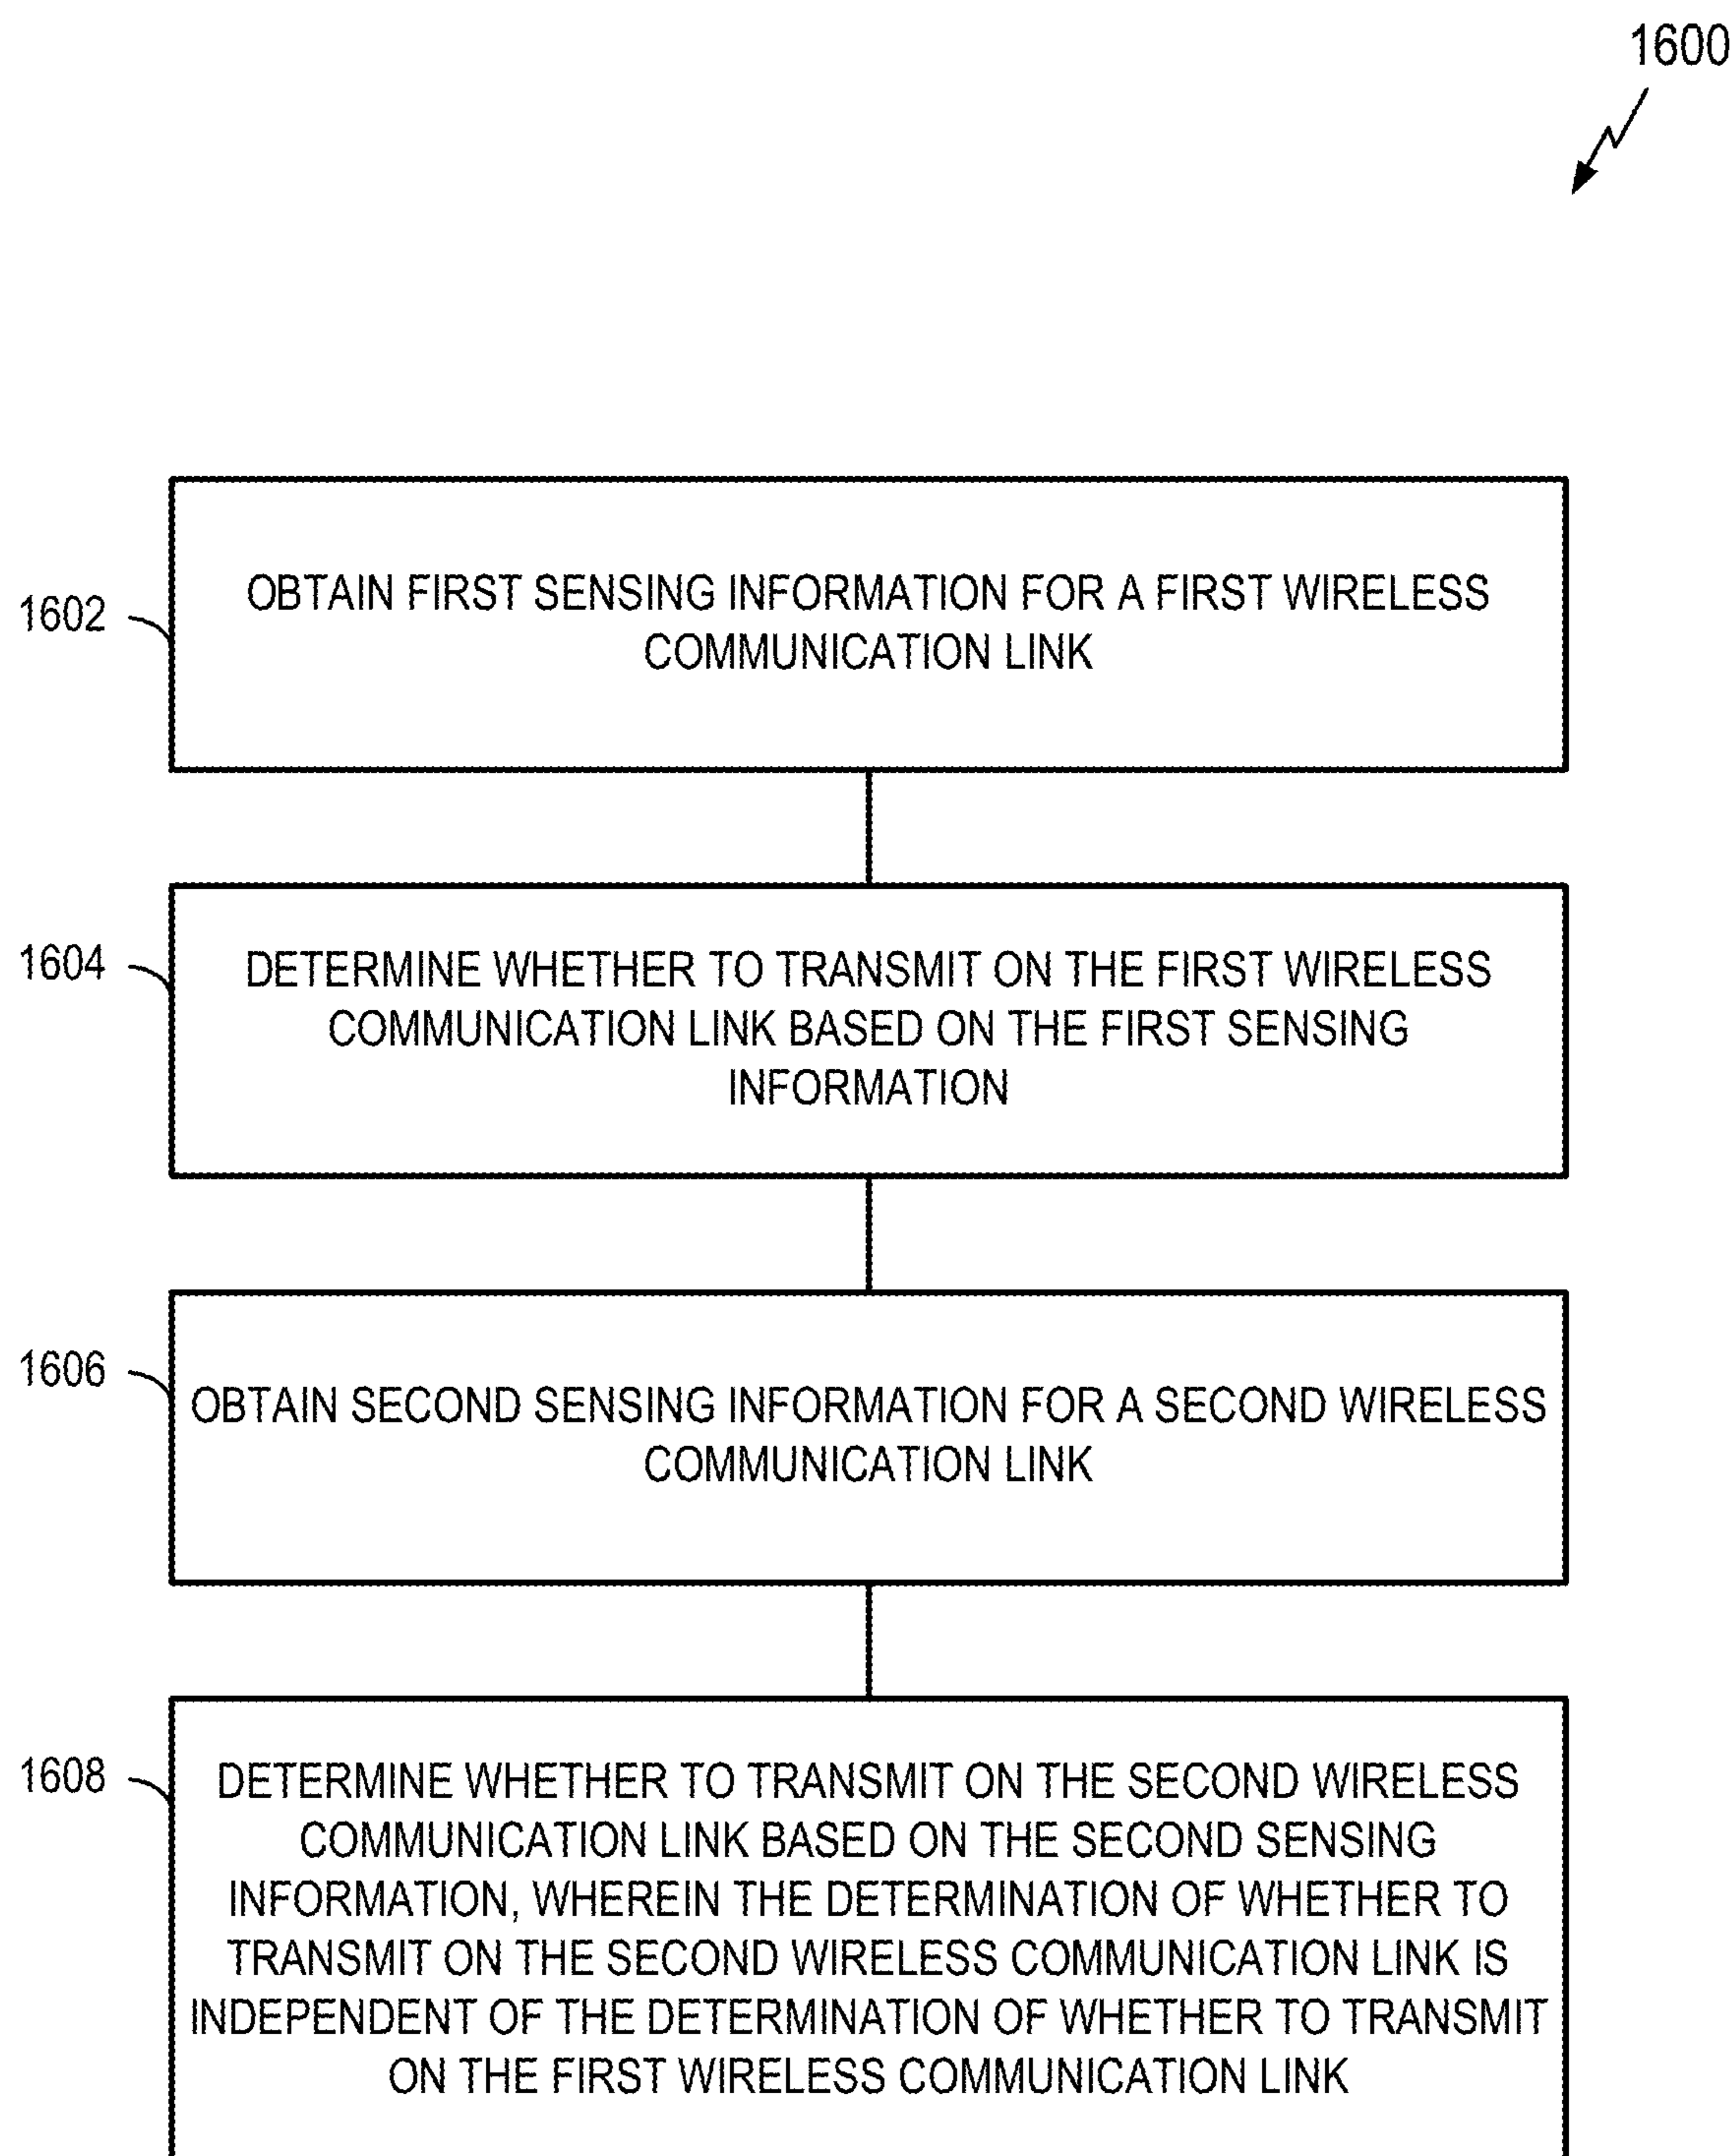 1600
1602
OBTAIN FIRST SENSING INFORMATION FOR A FIRST WIRELESS
COMMUNICATION LINK
1604
DETERMINE WHETHER TO TRANSMIT ON THE FIRST WIRELESS
COMMUNICATION LINK BASED ON THE FIRST SENSING
INFORMATION
1606
OBTAIN SECOND SENSING INFORMATION FOR A SECOND WIRELESS
COMMUNICATION LINK
1608
DETERMINE WHETHER TO TRANSMIT ON THE SECOND WIRELESS
COMMUNICATION LINK BASED ON THE SECOND SENSING
INFORMATION, WHEREIN THE DETERMINATION OF WHETHER TO
TRANSMIT ON THE SECOND WIRELESS COMMUNICATION LINK IS
INDEPENDENT OF THE DETERMINATION OF WHETHER TO TRANSMIT
ON THE FIRST WIRELESS COMMUNICATION LINK